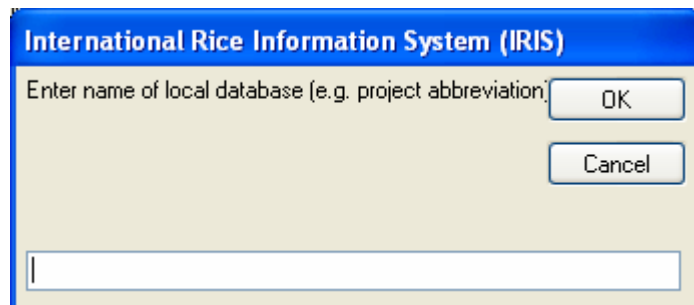 International Rice Information System (IRIS)
Enter name of local database (e.g. project abbreviation)
OK
Cancel